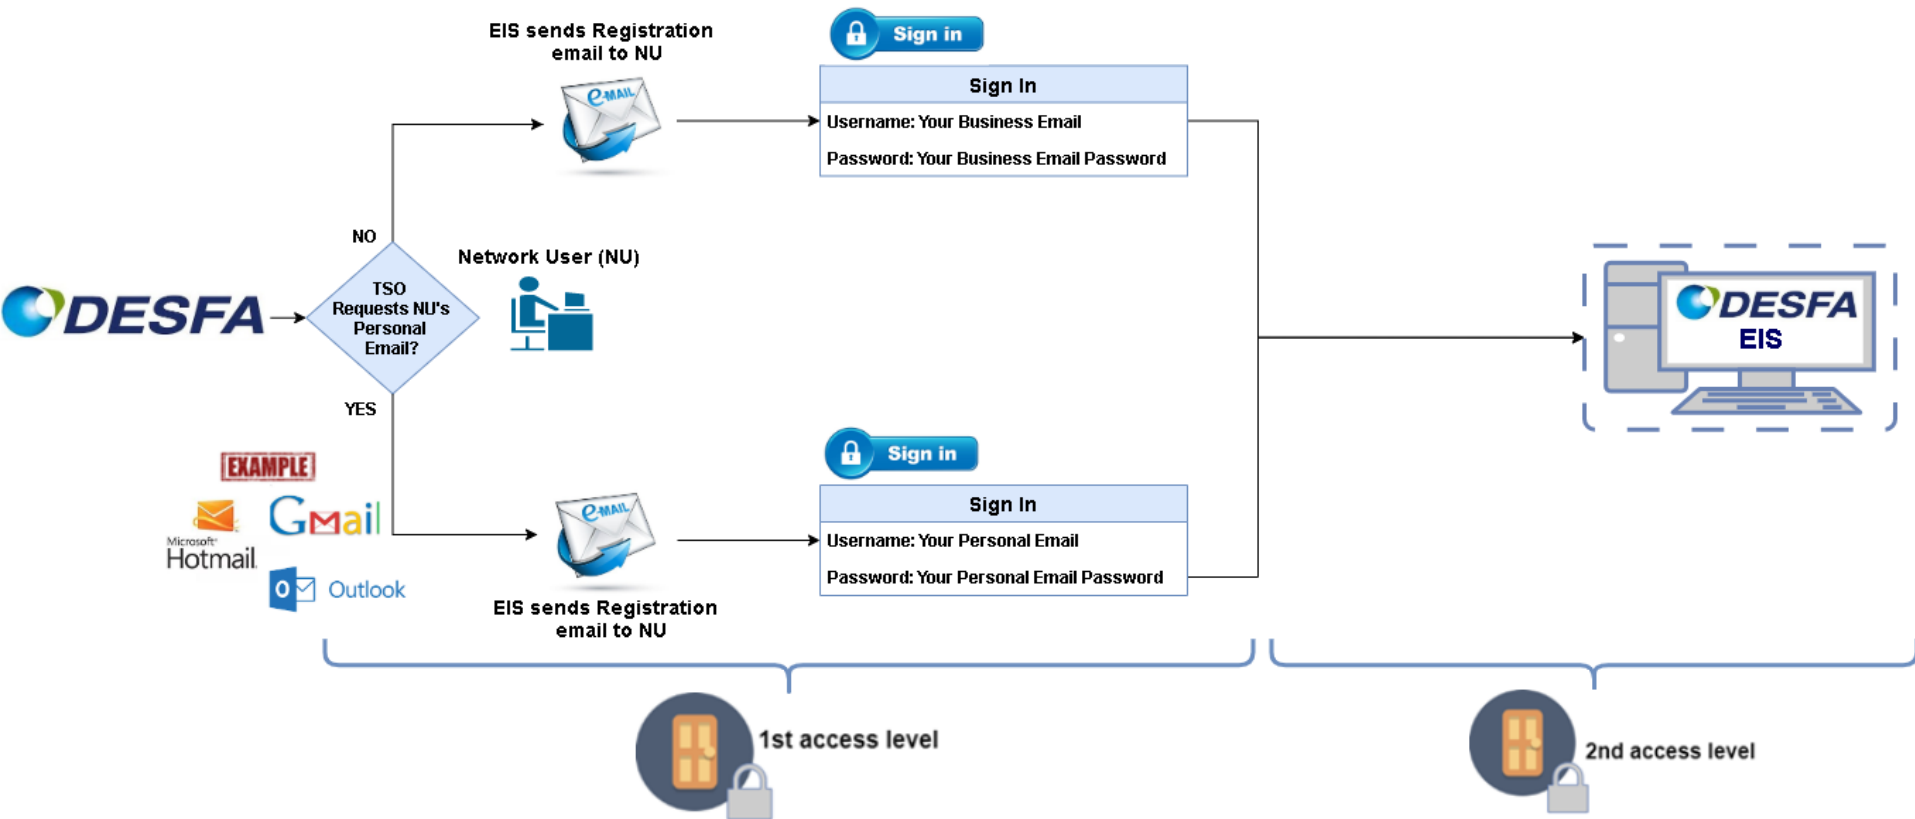 EIS sends Registration
email to NU
e-MAIL
Sign in
Sign In
Username: Your Business Email
Password: Your Business Email Password
NO
Network User (NU)
DESFA
TSO
Requests NU's
Personal
Email?
DESFA
EIS
YES
EXAMPLE
Gmail
Microsoft
Hotmail
Outlook
e-MAIL
EIS sends Registration
email to NU
Sign in
Sign In
Username: Your Personal Email
Password: Your Personal Email Password
1st access level
2nd access level